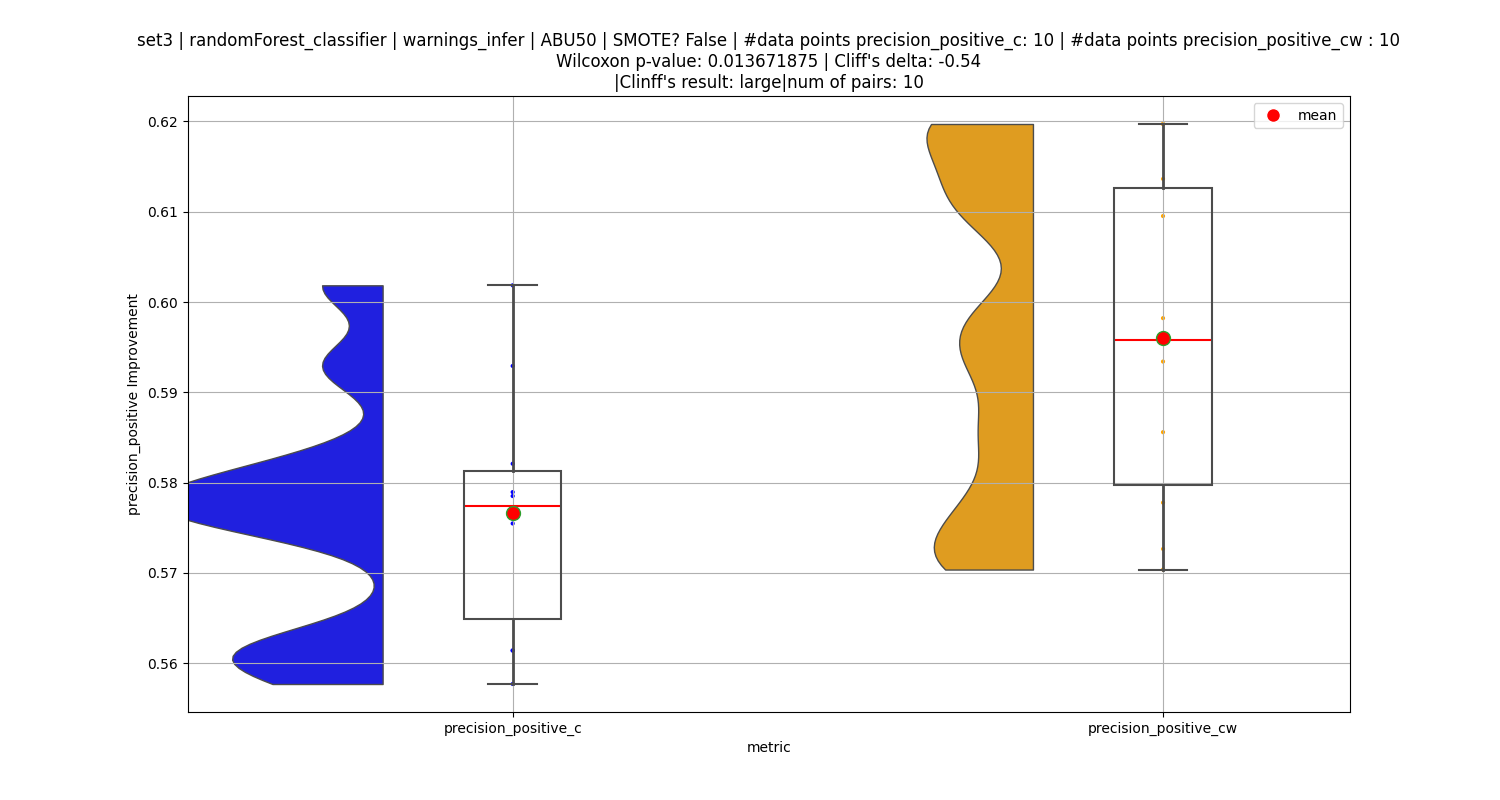 set3 | randomForest_classifier | warnings_infer | ABU50 | SMOTE? False | #data points precision_positive_c: 10 | #data points precision_positive_cw : 10
Wilcoxon p-value: 0.013671875 | Cliff's delta: -0.54
|Clinff's result: large|num of pairs: 10
mean
0.62
0.61
0.60
0.59
0.58
0.57
0.56
precision_positive Improvement
precision_positive_c
precision_positive_cw
metric